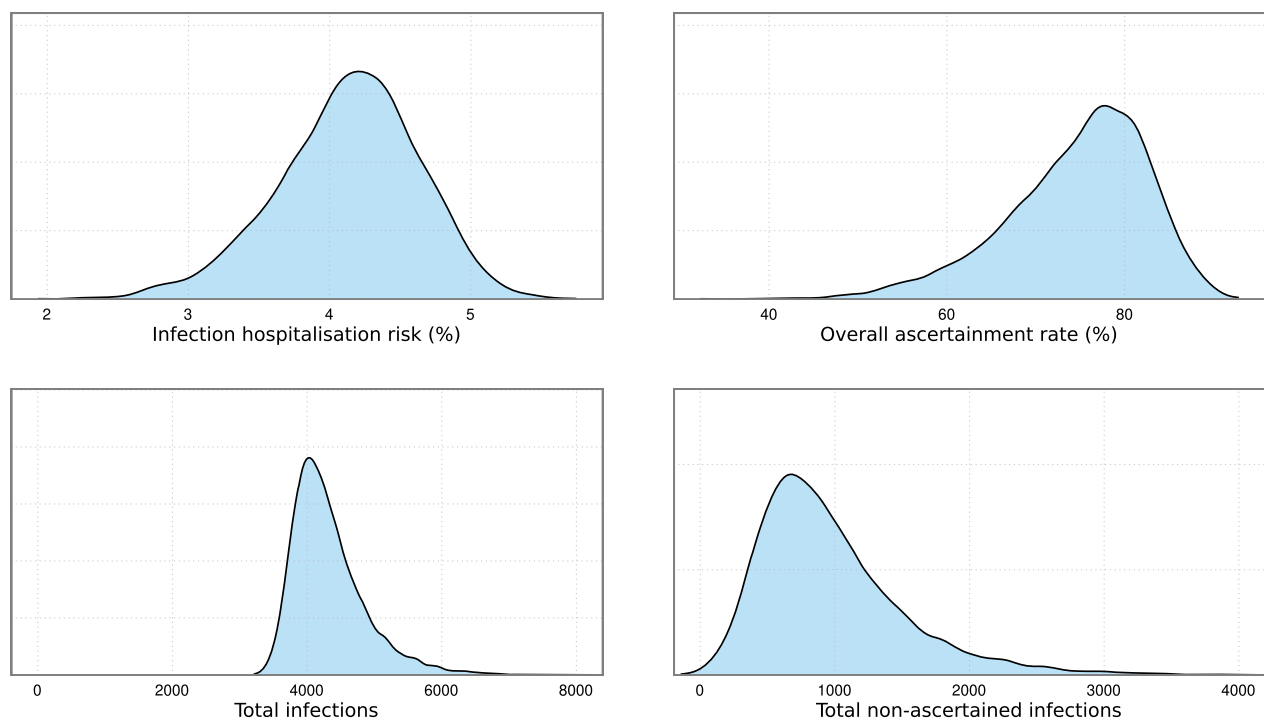 2 3 4 5
Infection hospitalisation risk (%)
40 60 80
Overall ascertainment rate (%)
0 2000 4000 6000 8000
Total infections
0 1000 2000 3000 4000
Total non-ascertained infections